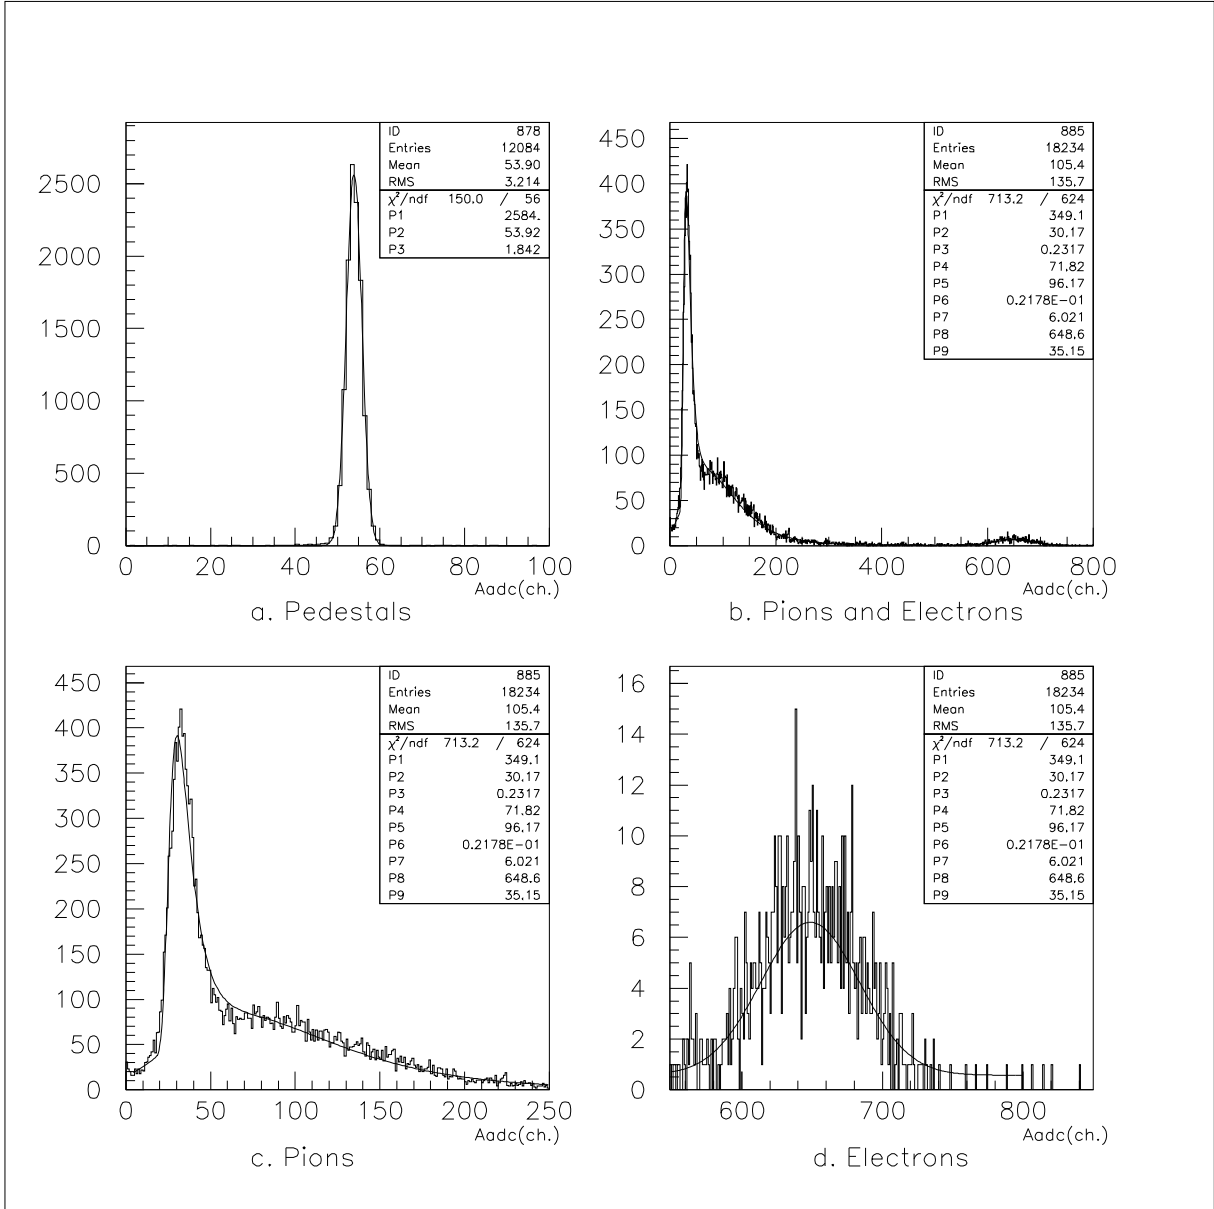 ID 878
Entries 12084
Mean 53.90
RMS 3.214
χ²/ndf 150.0 / 56
P1 2584.
P2 53.92
P3 1.842
2500
2000
1500
1000
500
0
0 20 40 60 80 100
Aadc(ch.)
a. Pedestals
ID 885
Entries 18234
Mean 105.4
RMS 135.7
χ²/ndf 713.2 / 624
P1 349.1
P2 30.17
P3 0.2317
P4 71.82
P5 96.17
P6 0.2178E−01
P7 6.021
P8 648.6
P9 35.15
450
400
350
300
250
200
150
100
50
0
0 200 400 600 800
Aadc(ch.)
b. Pions and Electrons
ID 885
Entries 18234
Mean 105.4
RMS 135.7
χ²/ndf 713.2 / 624
P1 349.1
P2 30.17
P3 0.2317
P4 71.82
P5 96.17
P6 0.2178E−01
P7 6.021
P8 648.6
P9 35.15
450
400
350
300
250
200
150
100
50
0
0 50 100 150 200 250
Aadc(ch.)
c. Pions
ID 885
Entries 18234
Mean 105.4
RMS 135.7
χ²/ndf 713.2 / 624
P1 349.1
P2 30.17
P3 0.2317
P4 71.82
P5 96.17
P6 0.2178E−01
P7 6.021
P8 648.6
P9 35.15
16
14
12
10
8
6
4
2
0
600 700 800
Aadc(ch.)
d. Electrons